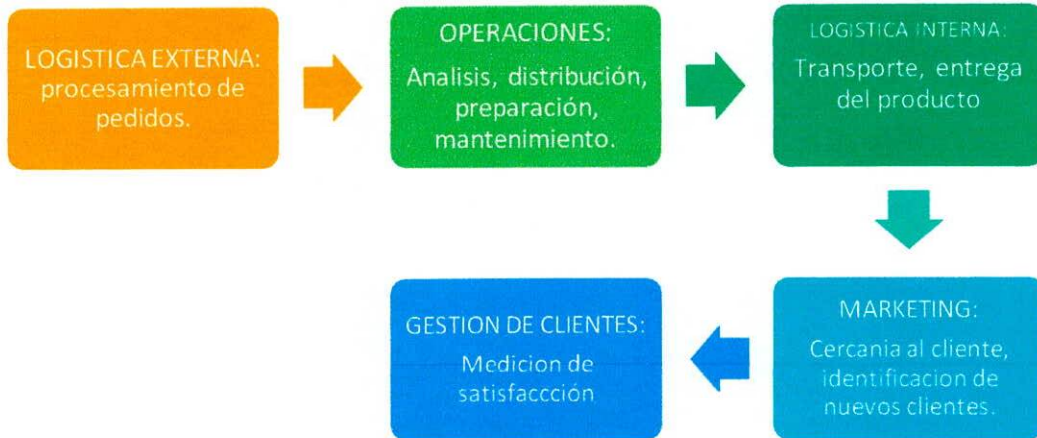 LOGISTICA EXTERNA:
procesamiento de
pedidos.
OPERACIONES:
Analisis, distribución,
preparación,
mantenimiento.
LOGISTICA INTERNA:
Transporte, entrega
del producto
MARKETING:
Cercania al cliente,
identificacion de
nuevos clientes.
GESTION DE CLIENTES:
Medicion de
satisfaccción